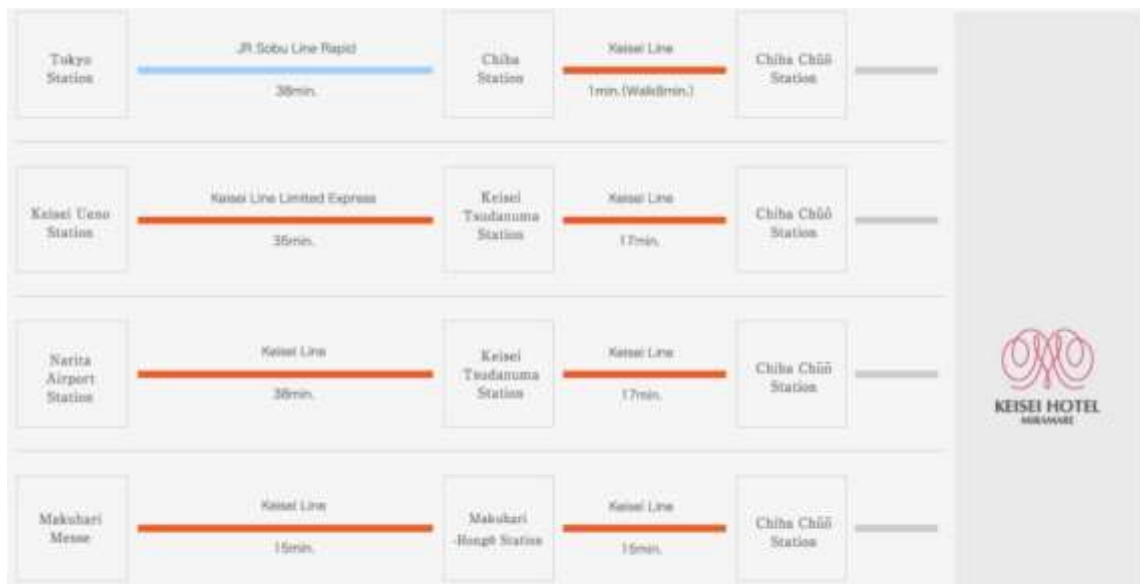 JR Sobu Line Rapid
Keisei Line
Tokyo
Station
Chiba
Station
Chiba Chūō
Station
38min.
1min.(Walk8min.)
Keisei Line Limited Express
Keisei Line
Keisei Ueno
Station
Keisei
Tsudanuma
Station
Chiba Chūō
Station
35min.
17min.
Keisei Line
Keisei Line
Narita
Airport
Station
Keisei
Tsudanuma
Station
Chiba Chūō
Station
38min.
17min.
KEISEI HOTEL
MIRAMARE
Keisei Line
Keisei Line
Makuhari
Messe
Makuhari
-Hongō Station
Chiba Chūō
Station
15min.
15min.